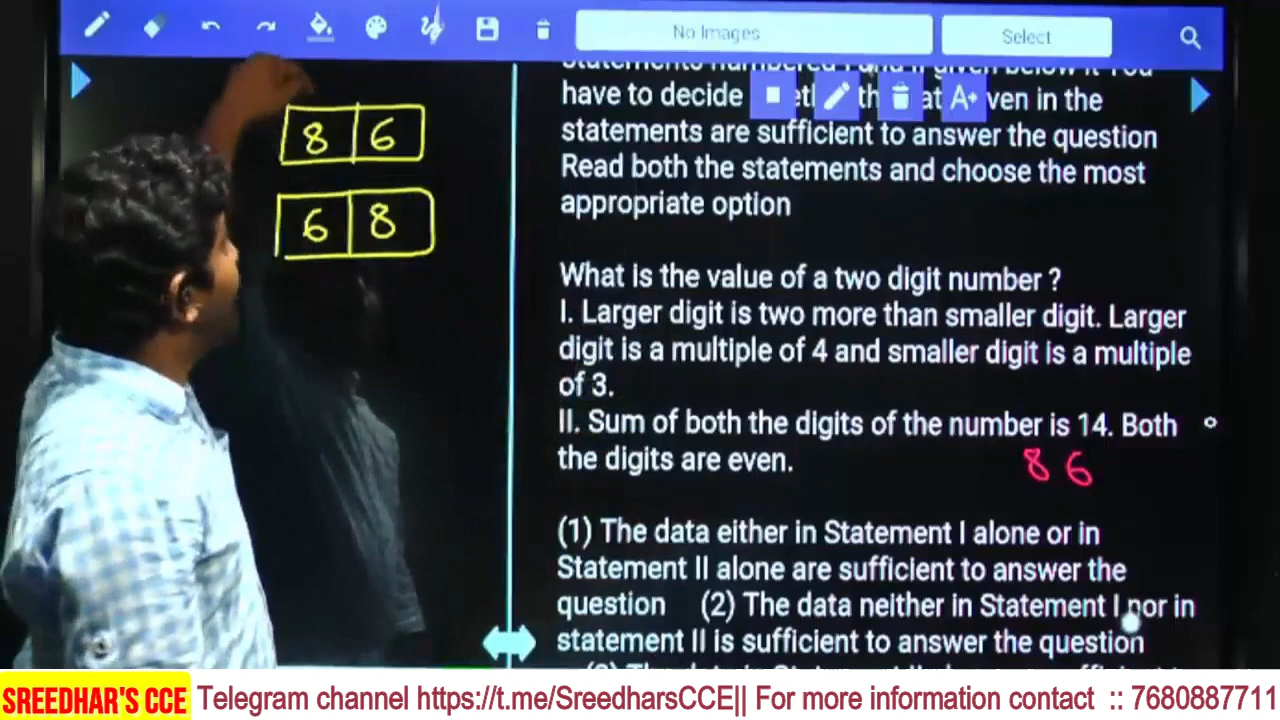 No Images
Select
8 6
6 8
have to decide
A+ ven in the
statements are sufficient to answer the question
Read both the statements and choose the most
appropriate option
What is the value of a two digit number ?
I. Larger digit is two more than smaller digit. Larger
digit is a multiple of 4 and smaller digit is a multiple
of 3.
II. Sum of both the digits of the number is 14. Both
the digits are even.
8 6
(1) The data either in Statement I alone or in
Statement II alone are sufficient to answer the
question (2) The data neither in Statement I nor in
statement II is sufficient to answer the question
SREEDHAR'S CCE Telegram channel https://t.me/SreedharsCCE|| For more information contact :: 7680887711